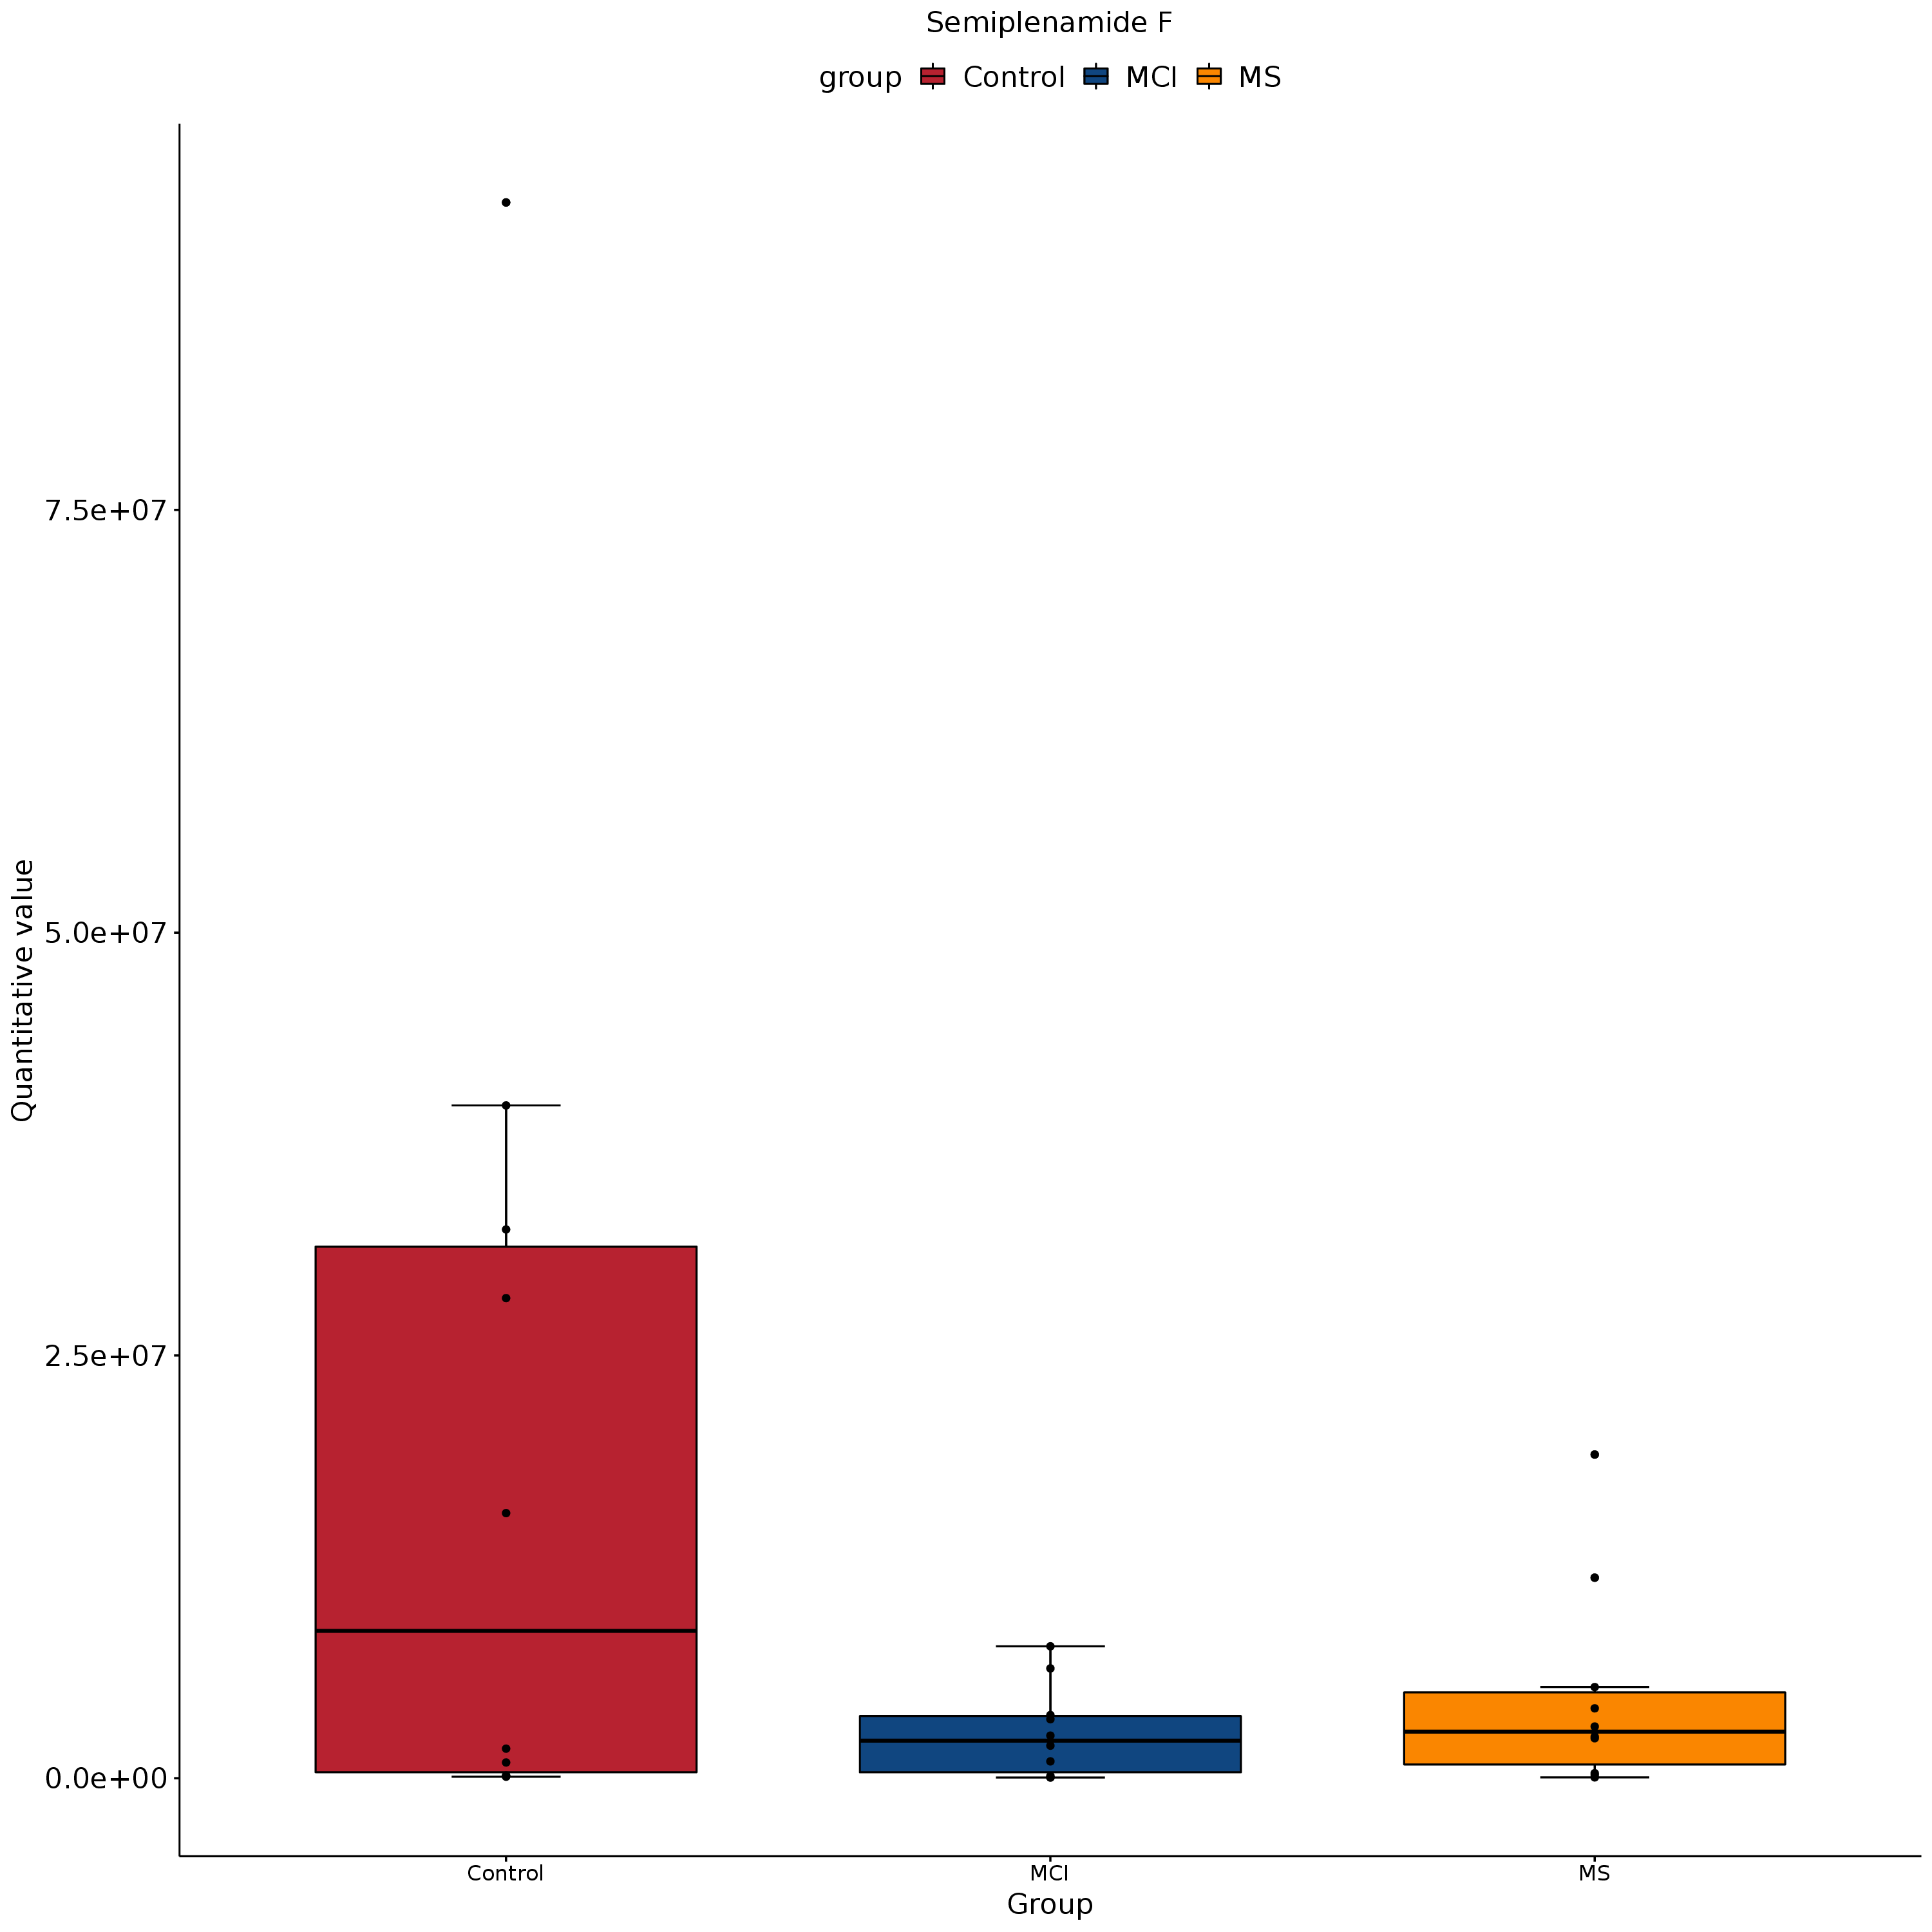 Semiplenamide F
group Control MCI MS
Quantitative value
7.5e+07
5.0e+07
2.5e+07
0.0e+00
Control MCI MS
Group